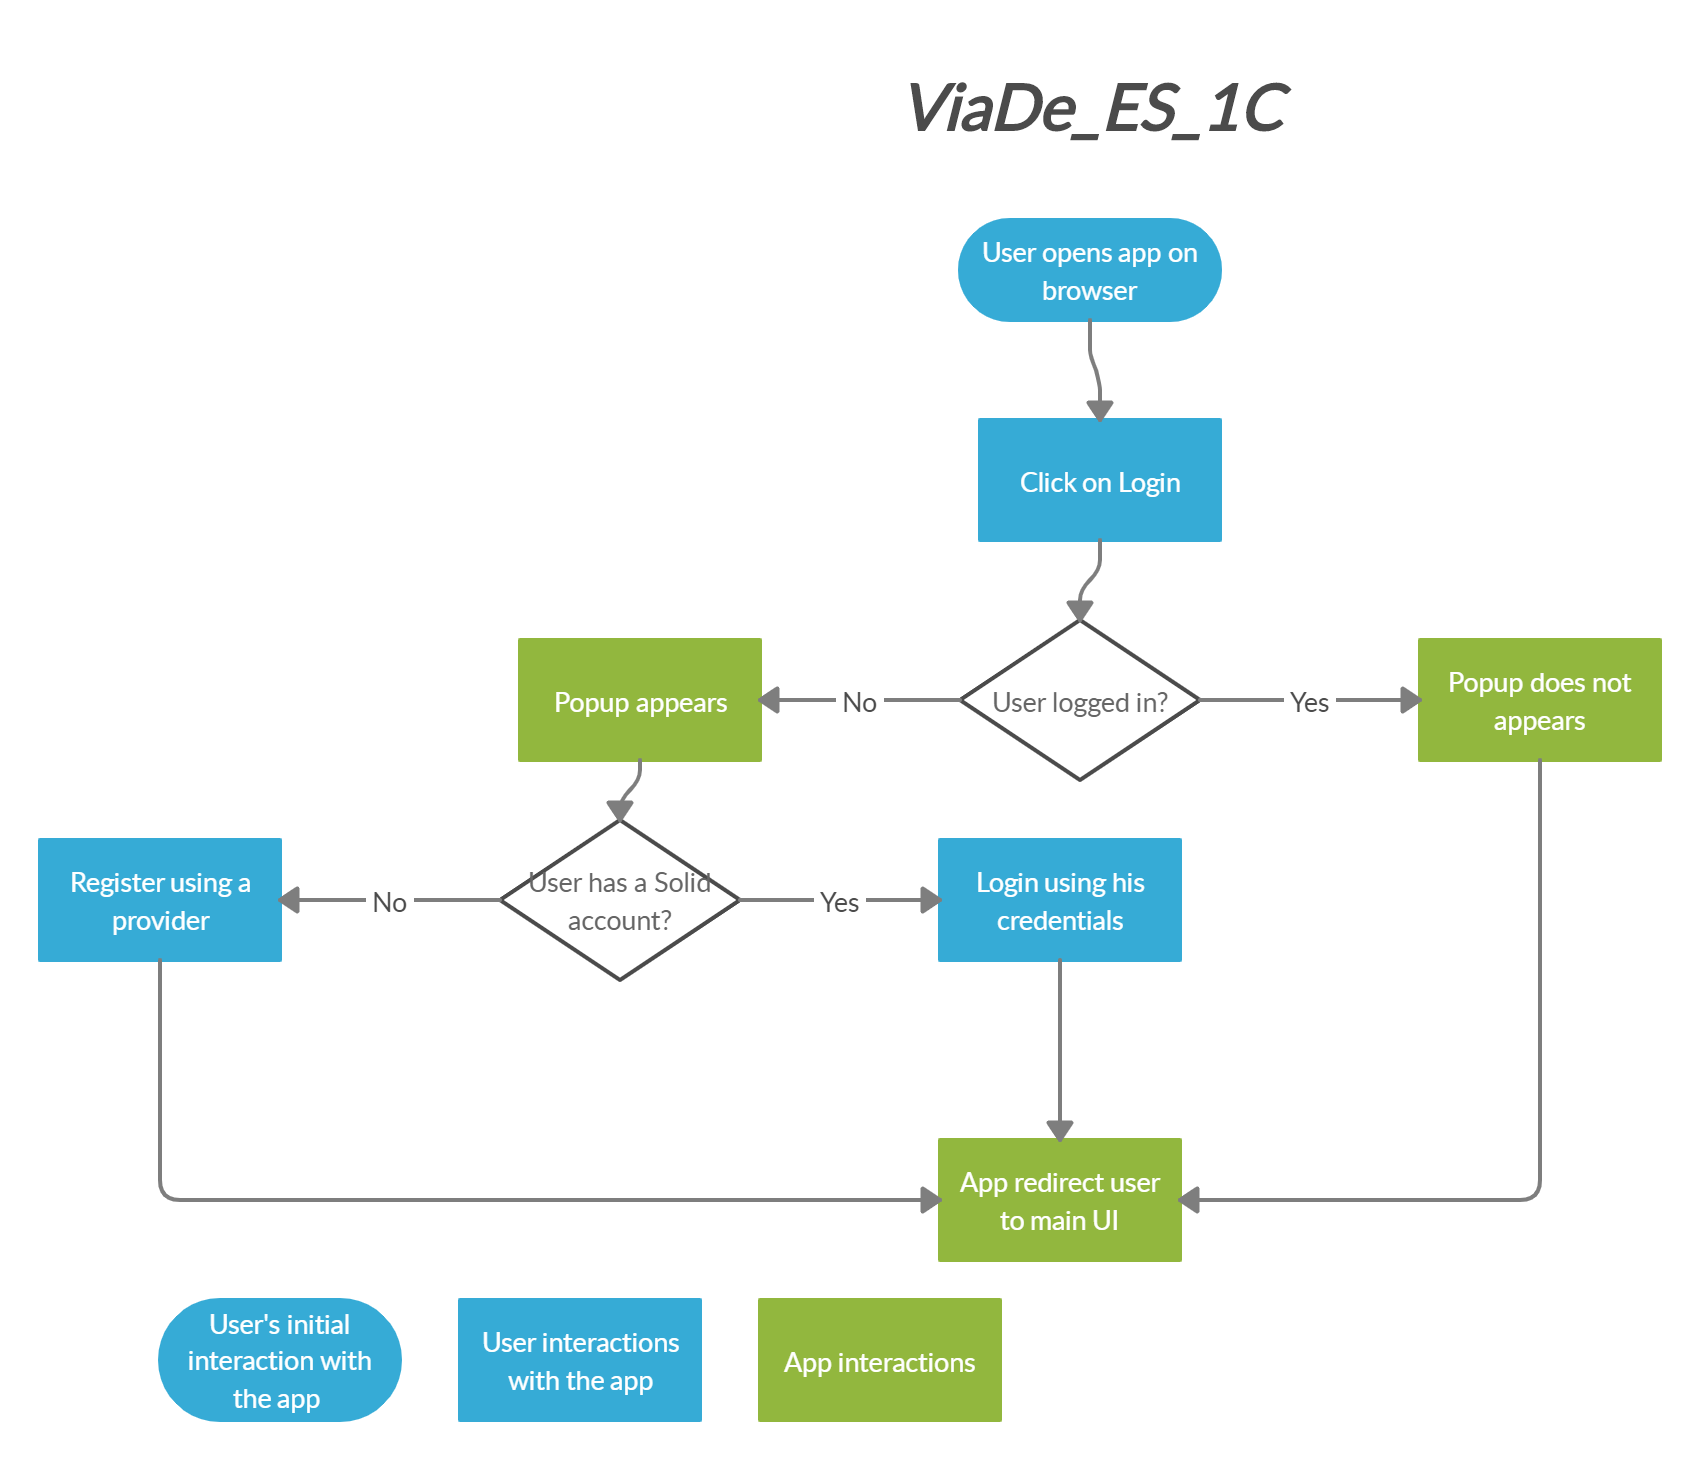 ViaDe_ES_1C
User opens app on
browser
Click on Login
User logged in?
No
Yes
Popup appears
Popup does not
appears
User has a Solid
account?
No
Yes
Register using a
provider
Login using his
credentials
App redirect user
to main UI
User's initial
interaction with
the app
User interactions
with the app
App interactions